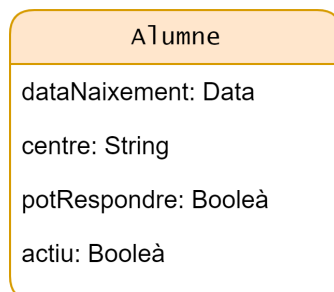 Alumne
dataNaixement: Data
centre: String
potRespondre: Booleà
actiu: Booleà